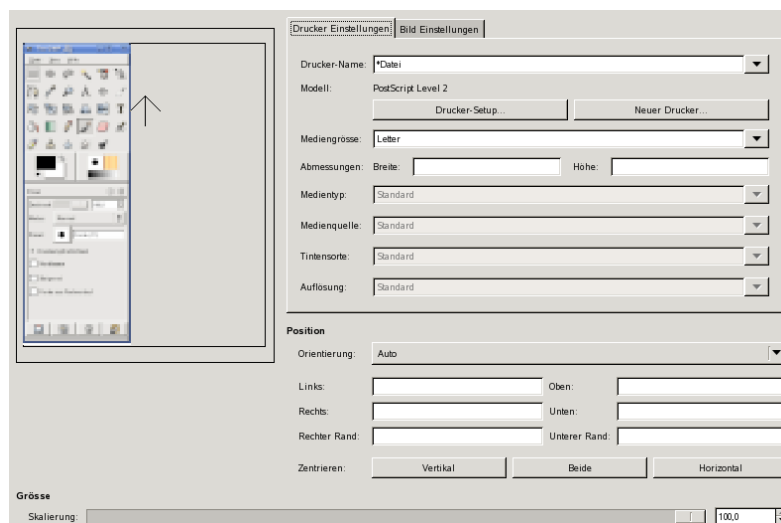 Drucker Einstellungen Bild Einstellungen
Drucker-Name: *Datei
Modell: PostScript Level 2
Drucker-Setup... Neuer Drucker...
Mediengrösse: Letter
Abmessungen: Breite: Höhe:
Medientyp: Standard
Medienquelle: Standard
Tintensorte: Standard
Auflösung: Standard
Position
Orientierung: Auto
Links: Oben:
Rechts: Unten:
Rechter Rand: Unterer Rand:
Zentrieren: Vertikal Beide Horizontal
Grösse
Skalierung: 100,0